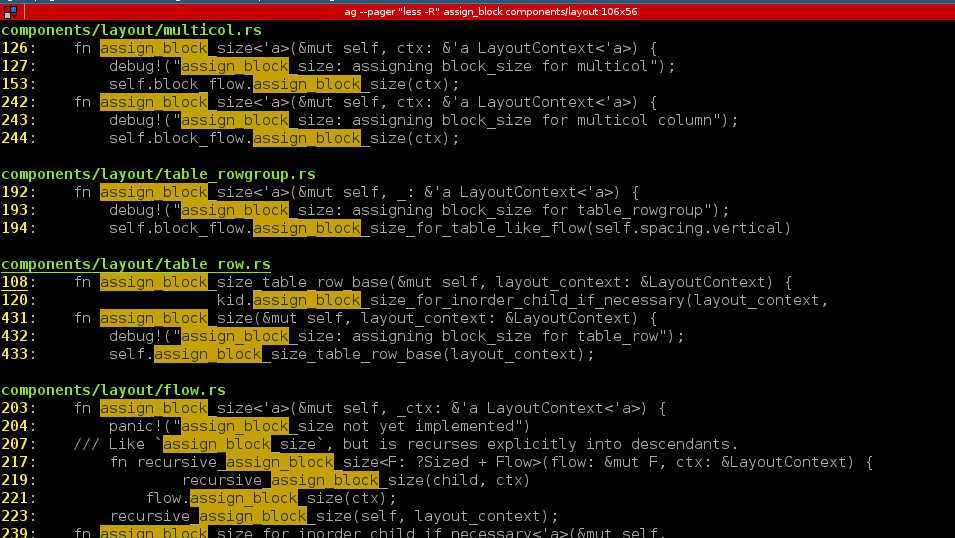 ag --pager "less -R" assign_block components/layout 106x56
components/layout/multicol.rs
126:    fn assign_block_size<'a>(&mut self, ctx: &'a LayoutContext<'a>) {
127:        debug!("assign_block_size: assigning block_size for multicol");
153:        self.block_flow.assign_block_size(ctx);
242:    fn assign_block_size<'a>(&mut self, ctx: &'a LayoutContext<'a>) {
243:        debug!("assign_block_size: assigning block_size for multicol column");
244:        self.block_flow.assign_block_size(ctx);
components/layout/table_rowgroup.rs
192:    fn assign_block_size<'a>(&mut self, _: &'a LayoutContext<'a>) {
193:        debug!("assign_block_size: assigning block_size for table_rowgroup");
194:        self.block_flow.assign_block_size_for_table_like_flow(self.spacing.vertical)
components/layout/table_row.rs
108:    fn assign_block_size_table_row_base(&mut self, layout_context: &LayoutContext) {
120:                    kid.assign_block_size_for_inorder_child_if_necessary(layout_context,
431:    fn assign_block_size(&mut self, layout_context: &LayoutContext) {
432:        debug!("assign_block_size: assigning block_size for table_row");
433:        self.assign_block_size_table_row_base(layout_context);
components/layout/flow.rs
203:    fn assign_block_size<'a>(&mut self, _ctx: &'a LayoutContext<'a>) {
204:        panic!("assign_block_size not yet implemented")
207:    /// Like `assign_block_size`, but is recurses explicitly into descendants.
217:        fn recursive_assign_block_size<F: ?Sized + Flow>(flow: &mut F, ctx: &LayoutContext) {
219:                recursive_assign_block_size(child, ctx)
221:            flow.assign_block_size(ctx);
223:        recursive_assign_block_size(self, layout_context);
239:    fn assign_block_size_for_inorder_child_if_necessary<'a>(&mut self,